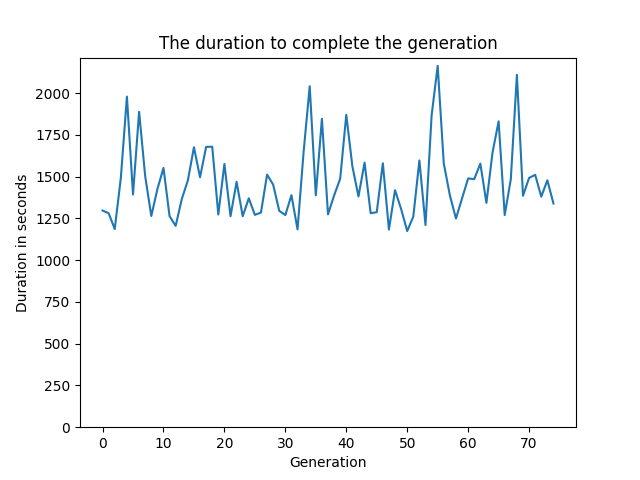 The duration to complete the generation
Duration in seconds
2000
1750
1500
1250
1000
750
500
250
0
0 10 20 30 40 50 60 70
Generation